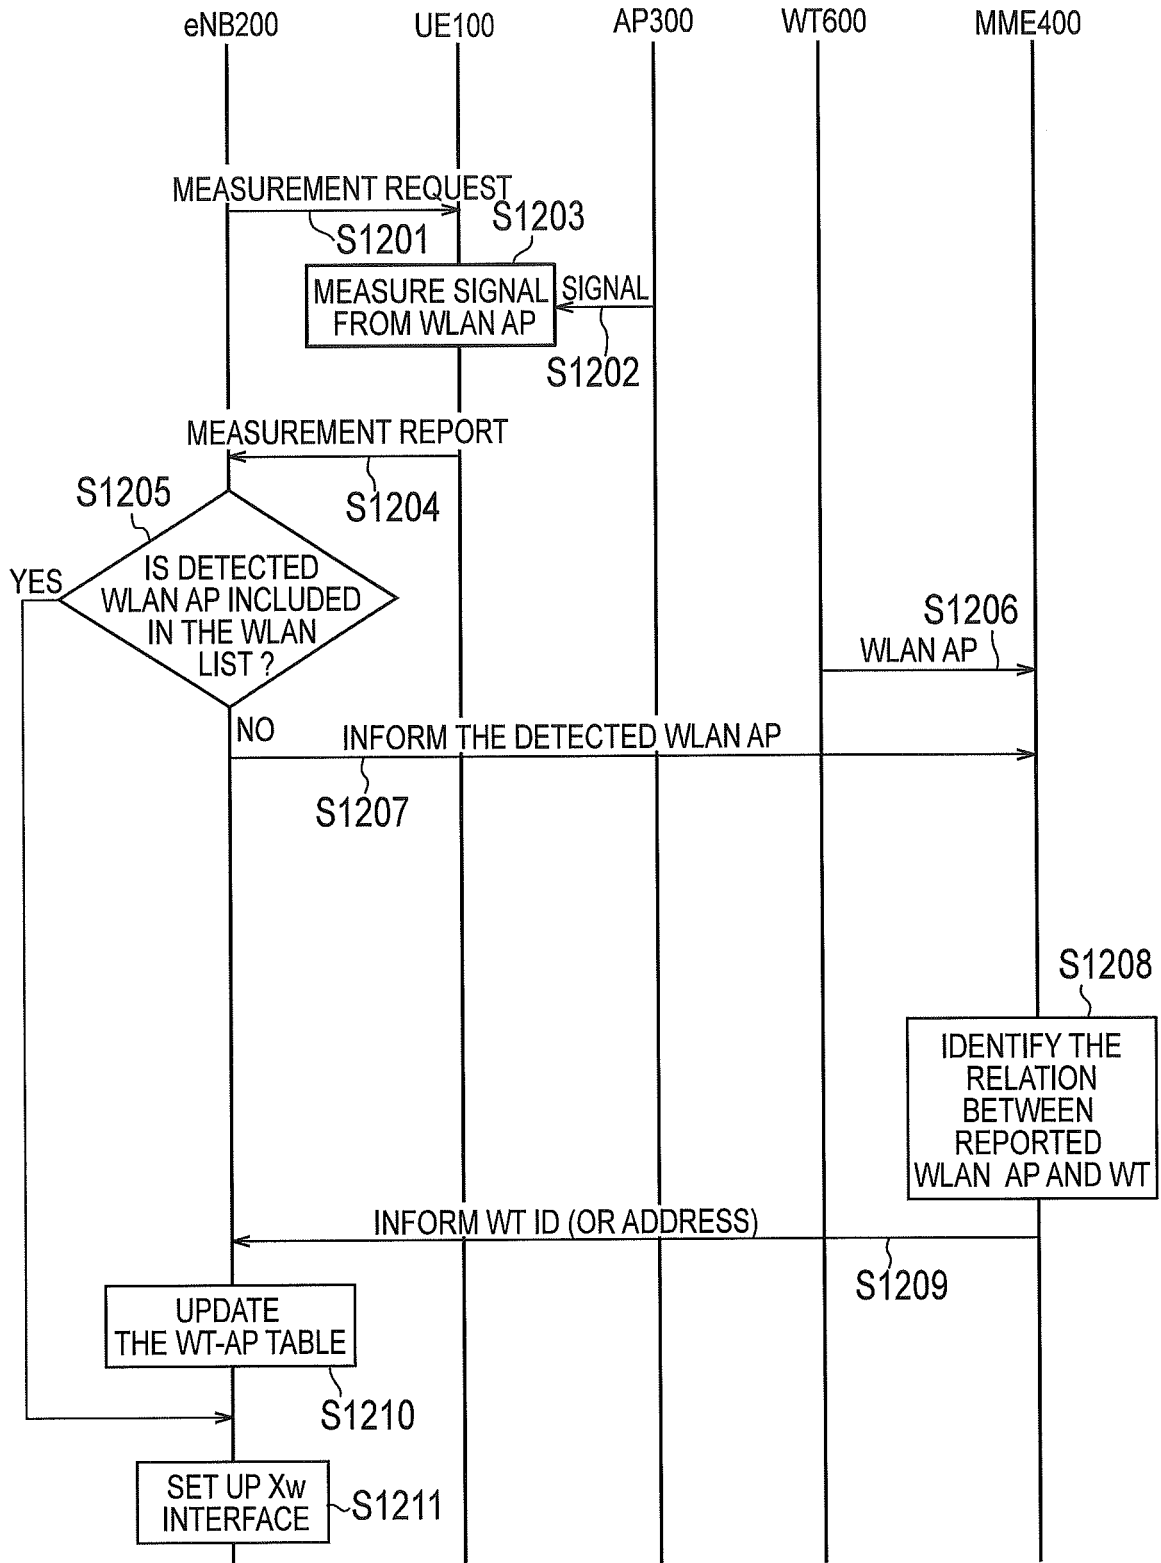 eNB200
UE100
AP300
WT600
MME400
MEASUREMENT REQUEST
S1201
S1203
MEASURE SIGNAL
FROM WLAN AP
SIGNAL
S1202
MEASUREMENT REPORT
S1204
S1205
YES
IS DETECTED
WLAN AP INCLUDED
IN THE WLAN
LIST ?
S1206
WLAN AP
NO
INFORM THE DETECTED WLAN AP
S1207
S1208
IDENTIFY THE
RELATION
BETWEEN
REPORTED
WLAN AP AND WT
INFORM WT ID (OR ADDRESS)
S1209
UPDATE
THE WT-AP TABLE
S1210
SET UP Xw
INTERFACE
S1211